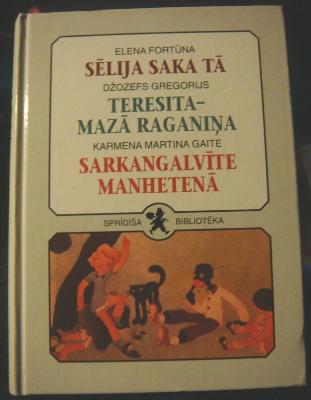 ELENA FORTŪNA
SĒLIJA SAKA TĀ
DŽOZEFS GREGORIJS
TERESITA–
MAZĀ RAGANIŅA
KARMENA MARTINA GAITE
SARKANGALVĪTE
MANHETENĀ
SPRĪDĪŠA BIBLIOTĒKA